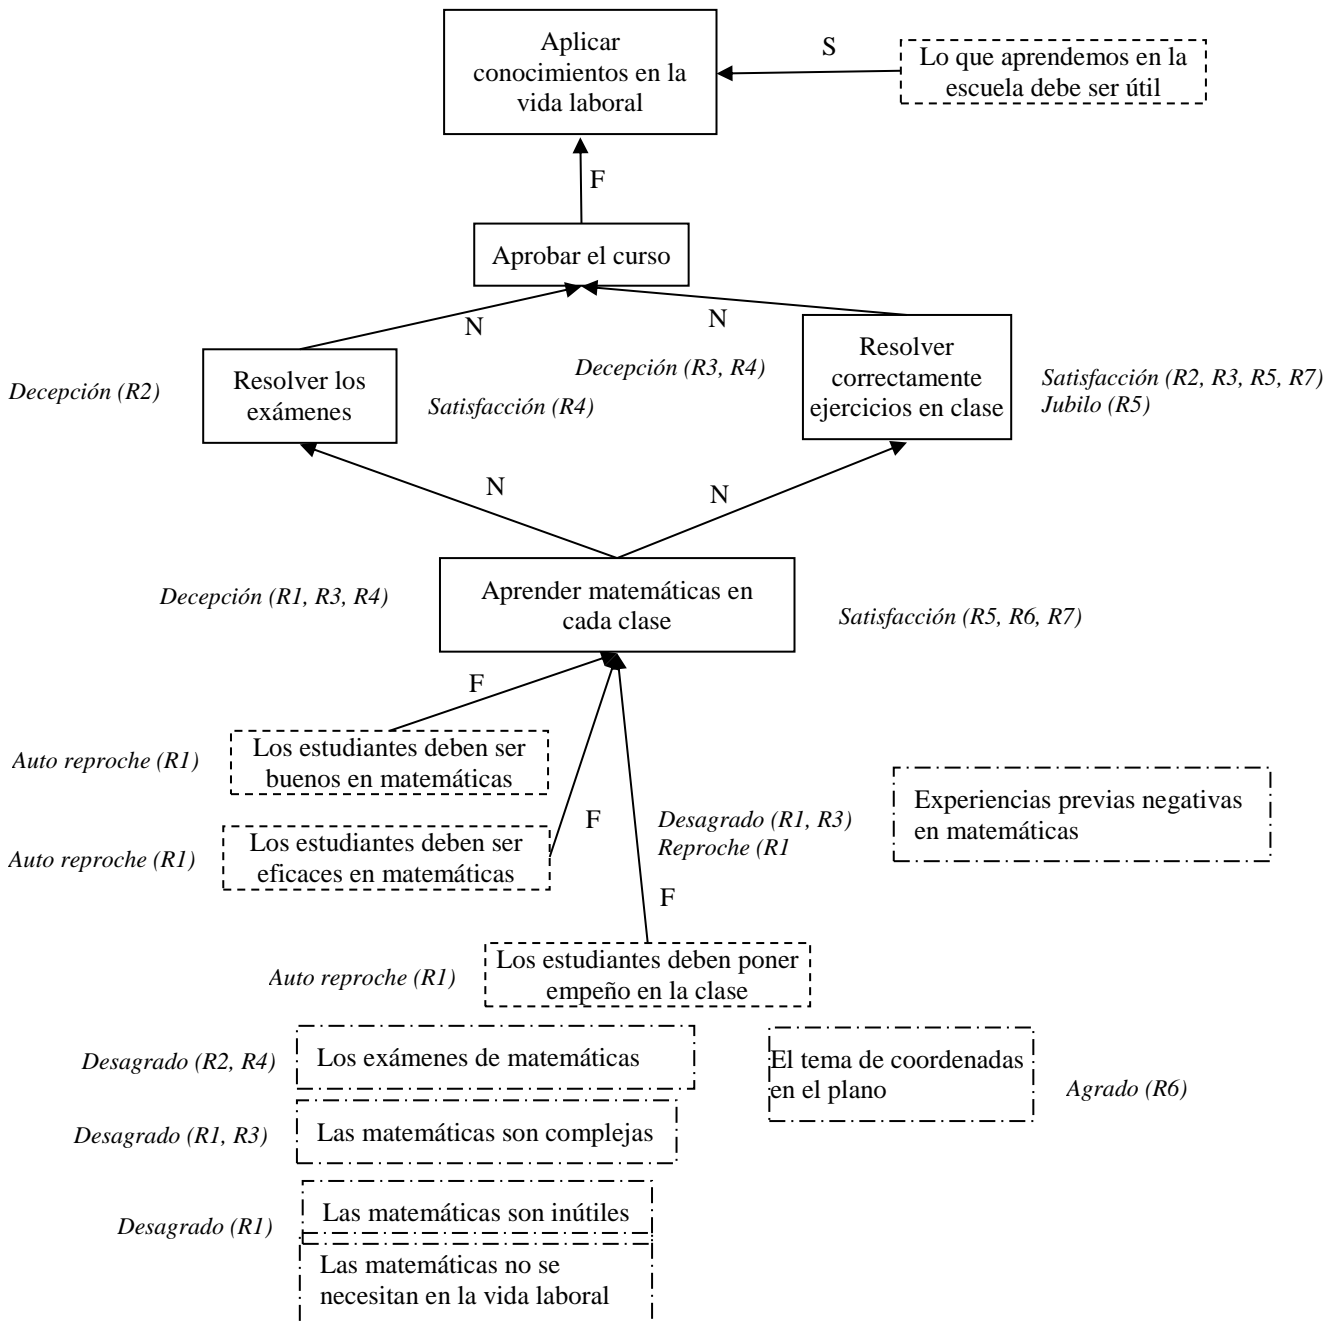 Aplicar
conocimientos en la
vida laboral
S
Lo que aprendemos en la
escuela debe ser útil
F
Aprobar el curso
N
N
Decepción (R2)
Resolver los
exámenes
Satisfacción (R4)
Decepción (R3, R4)
Resolver
correctamente
ejercicios en clase
Satisfacción (R2, R3, R5, R7)
Jubilo (R5)
N
N
Decepción (R1, R3, R4)
Aprender matemáticas en
cada clase
Satisfacción (R5, R6, R7)
F
Auto reproche (R1)
Los estudiantes deben ser
buenos en matemáticas
Experiencias previas negativas
en matemáticas
F
Desagrado (R1, R3)
Reproche (R1
Auto reproche (R1)
Los estudiantes deben ser
eficaces en matemáticas
F
Auto reproche (R1)
Los estudiantes deben poner
empeño en la clase
Desagrado (R2, R4)
Los exámenes de matemáticas
El tema de coordenadas
en el plano
Agrado (R6)
Desagrado (R1, R3)
Las matemáticas son complejas
Desagrado (R1)
Las matemáticas son inútiles
Las matemáticas no se
necesitan en la vida laboral